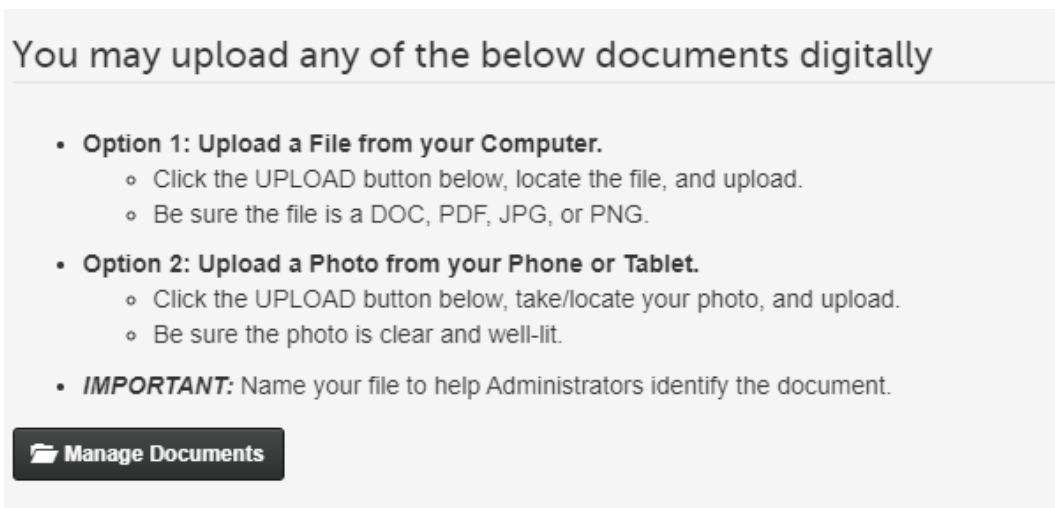 You may upload any of the below documents digitally
Option 1: Upload a File from your Computer.
Click the UPLOAD button below, locate the file, and upload.
Be sure the file is a DOC, PDF, JPG, or PNG.
Option 2: Upload a Photo from your Phone or Tablet.
Click the UPLOAD button below, take/locate your photo, and upload.
Be sure the photo is clear and well-lit.
IMPORTANT: Name your file to help Administrators identify the document.
Manage Documents